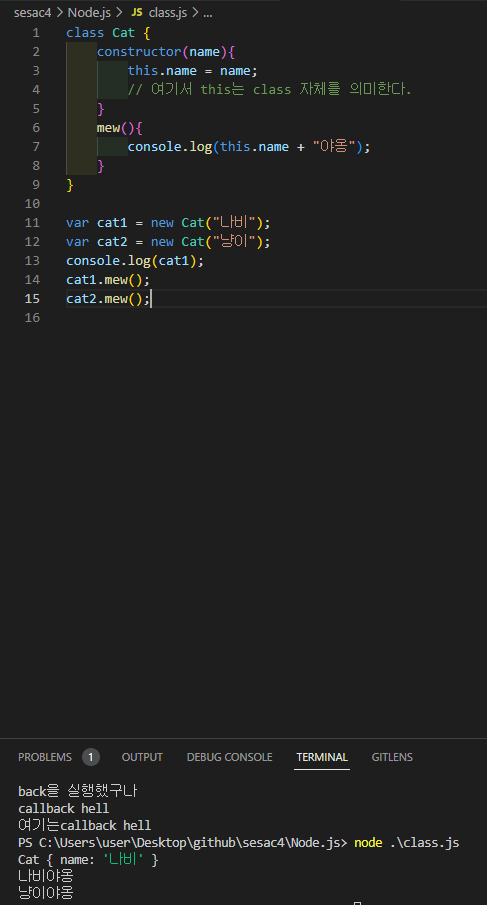 sesac4 > Node.js > JS class.js > ...
1 class Cat {
2 constructor(name){
3 this.name = name;
4 // 여기서 this는 class 자체를 의미한다.
5 }
6 mew(){
7 console.log(this.name + "야옹");
8 }
9 }
10
11 var cat1 = new Cat("나비");
12 var cat2 = new Cat("냥이");
13 console.log(cat1);
14 cat1.mew();
15 cat2.mew();
16
PROBLEMS 1 OUTPUT DEBUG CONSOLE TERMINAL GITLENS
back을 실행했구나
callback hell
여기는callback hell
PS C:\Users\user\Desktop\github\sesac4\Node.js> node .\class.js
Cat { name: '나비' }
나비야옹
냥이야옹